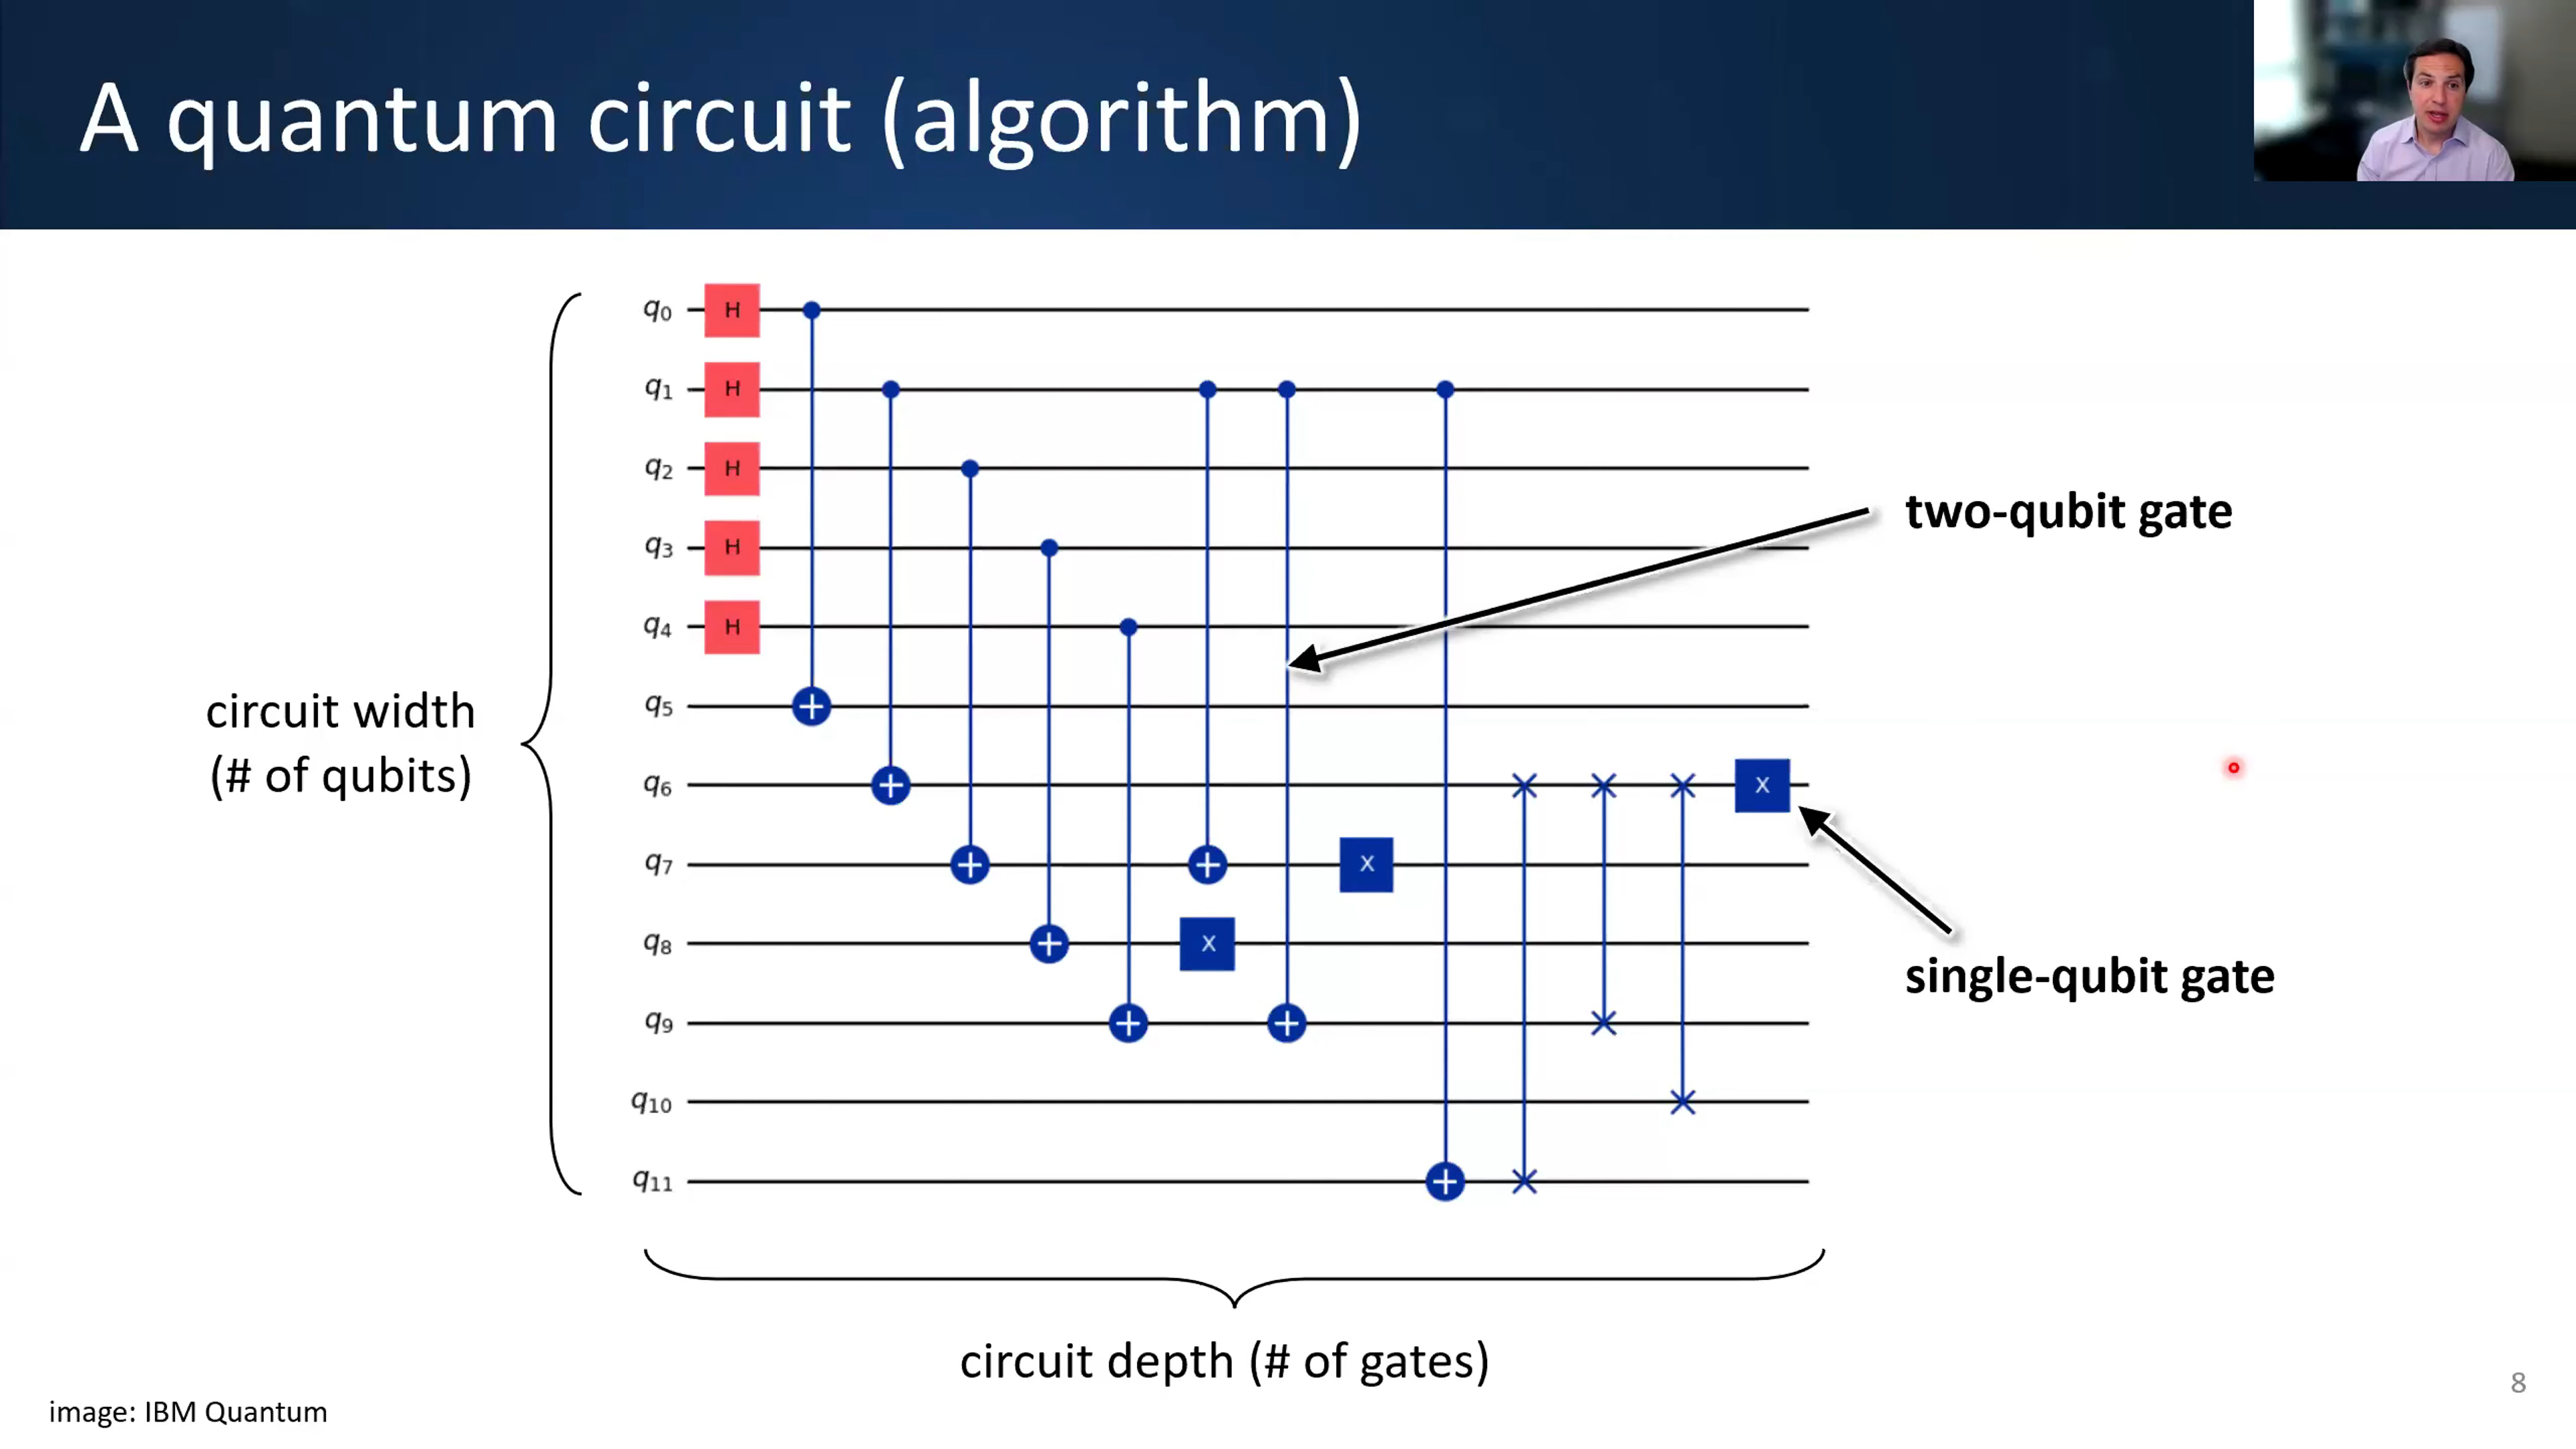 A quantum circuit (algorithm)
q0 H
q1 H
q2 H
q3 H
two-qubit gate
q4 H
circuit width
(# of qubits)
q5
q6 X
q7 X
q8 X
single-qubit gate
q9
q10
q11
circuit depth (# of gates)
8
image: IBM Quantum